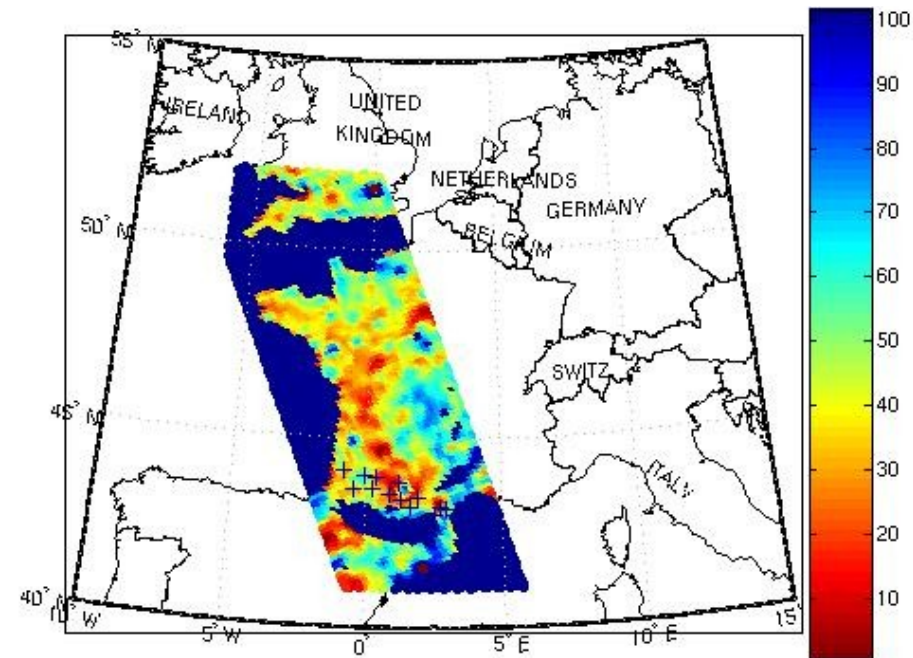 55° N
IRELAND
UNITED
KINGDOM
NETHERLANDS
GERMANY
BELGIUM
50° N
SWITZ
45° N
ITALY
40° N
10° W
5° W
0°
5° E
10° E
15°
100
90
80
70
60
50
40
30
20
10